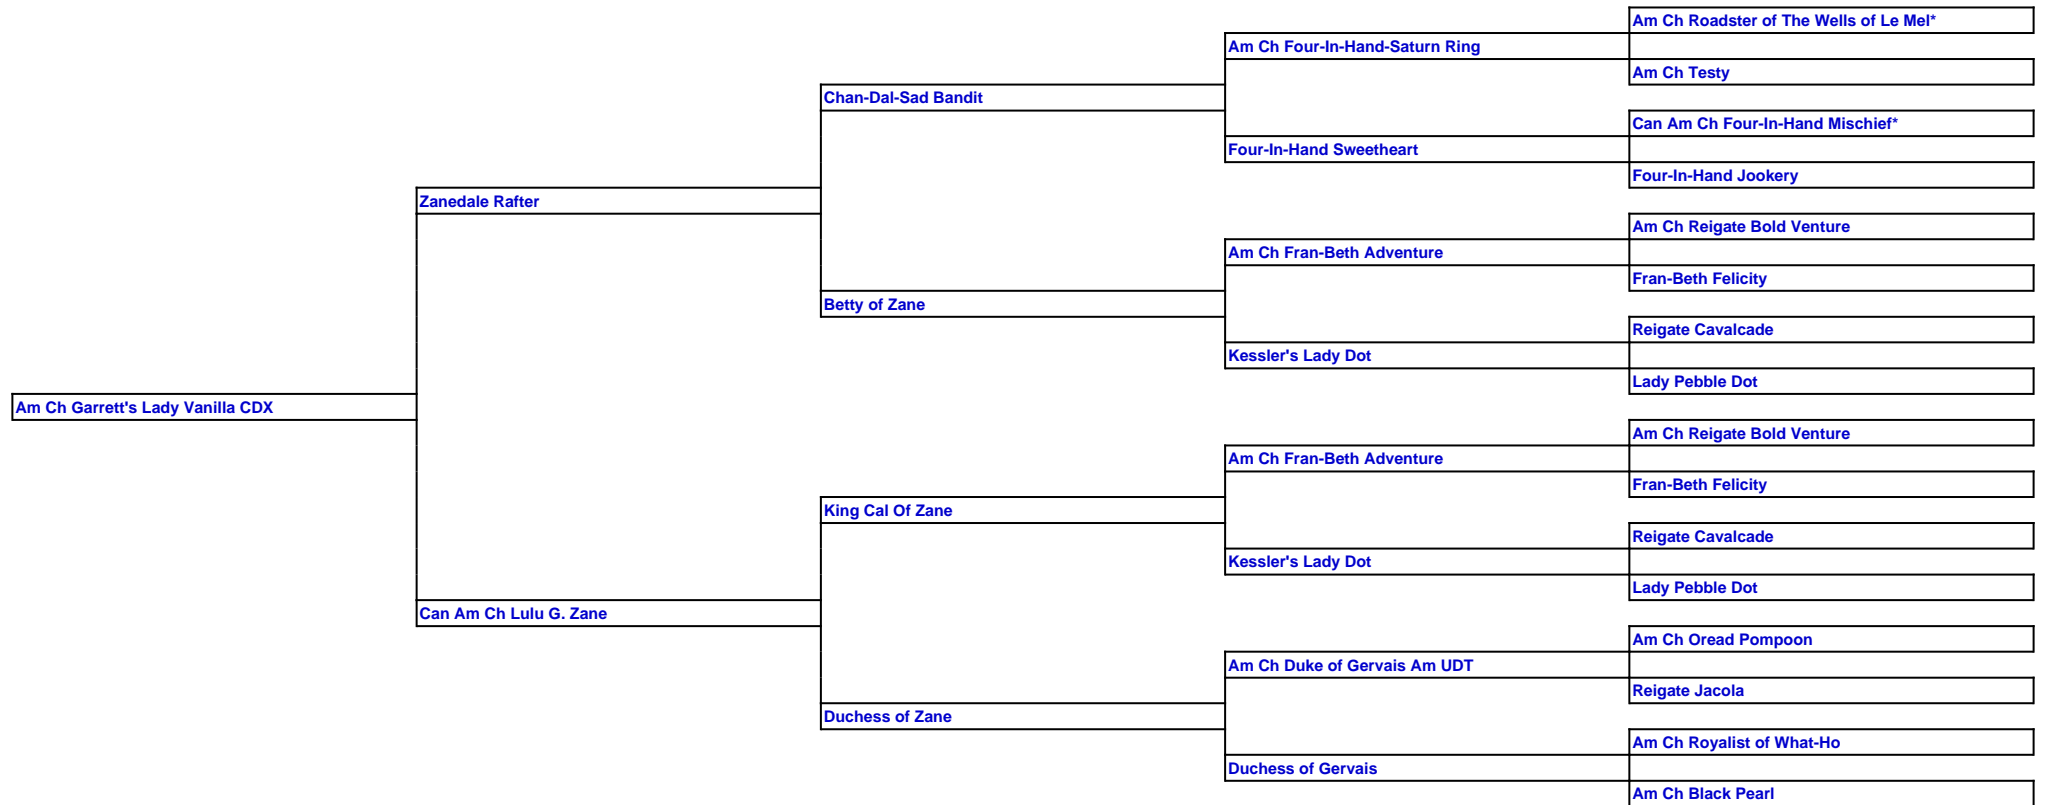 Am Ch Roadster of The Wells of Le Mel*
Am Ch Four-In-Hand-Saturn Ring
Am Ch Testy
Chan-Dal-Sad Bandit
Can Am Ch Four-In-Hand Mischief*
Four-In-Hand Sweetheart
Four-In-Hand Jookery
Zanedale Rafter
Am Ch Reigate Bold Venture
Am Ch Fran-Beth Adventure
Fran-Beth Felicity
Betty of Zane
Reigate Cavalcade
Kessler's Lady Dot
Lady Pebble Dot
Am Ch Garrett's Lady Vanilla CDX
Am Ch Reigate Bold Venture
Am Ch Fran-Beth Adventure
Fran-Beth Felicity
King Cal Of Zane
Reigate Cavalcade
Kessler's Lady Dot
Lady Pebble Dot
Can Am Ch Lulu G. Zane
Am Ch Oread Pompoon
Am Ch Duke of Gervais Am UDT
Reigate Jacola
Duchess of Zane
Am Ch Royalist of What-Ho
Duchess of Gervais
Am Ch Black Pearl